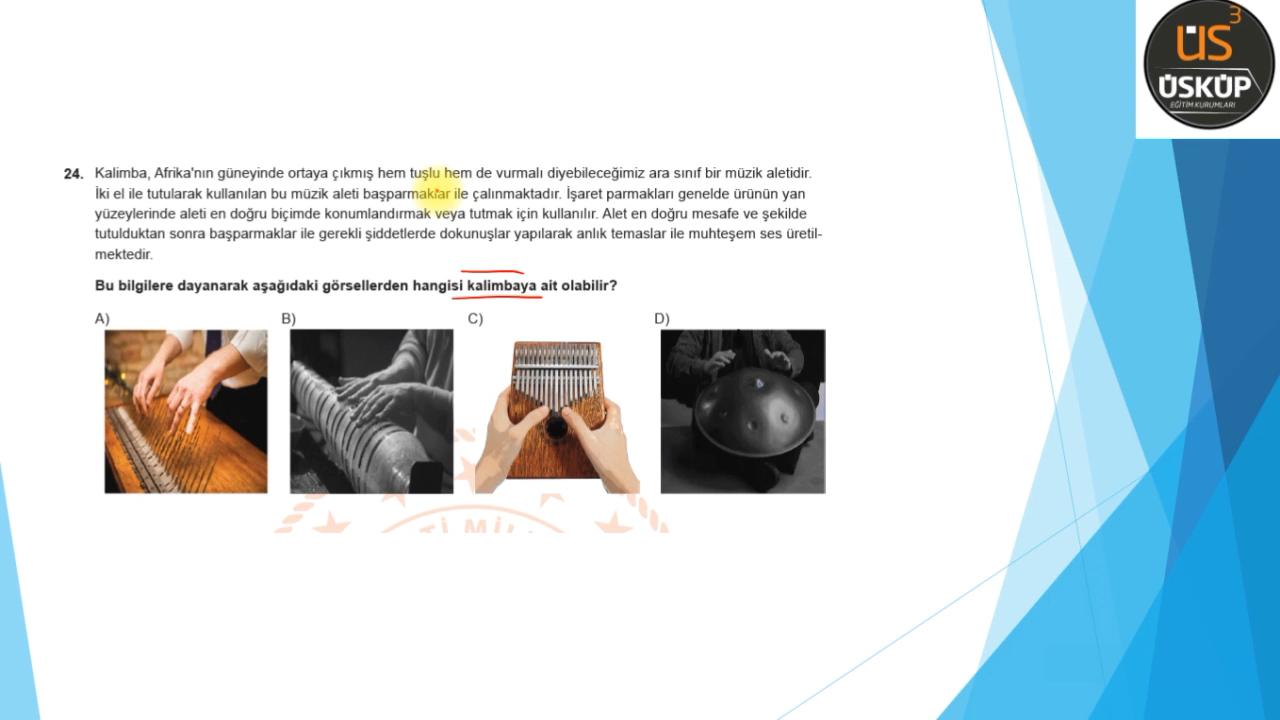 ÜS3
ÜSKÜP
EĞİTİM KURUMLARI
24. Kalimba, Afrika'nın güneyinde ortaya çıkmış hem tuşlu hem de vurmalı diyebileceğimiz ara sınıf bir müzik aletidir.
İki el ile tutularak kullanılan bu müzik aleti başparmaklar ile çalınmaktadır. İşaret parmakları genelde ürünün yan
yüzeylerinde aleti en doğru biçimde konumlandırmak veya tutmak için kullanılır. Alet en doğru mesafe ve şekilde
tutulduktan sonra başparmaklar ile gerekli şiddetlerde dokunuşlar yapılarak anlık temaslar ile muhteşem ses üretil-
mektedir.
Bu bilgilere dayanarak aşağıdaki görsellerden hangisi kalimbaya ait olabilir?
A) B) C) D)